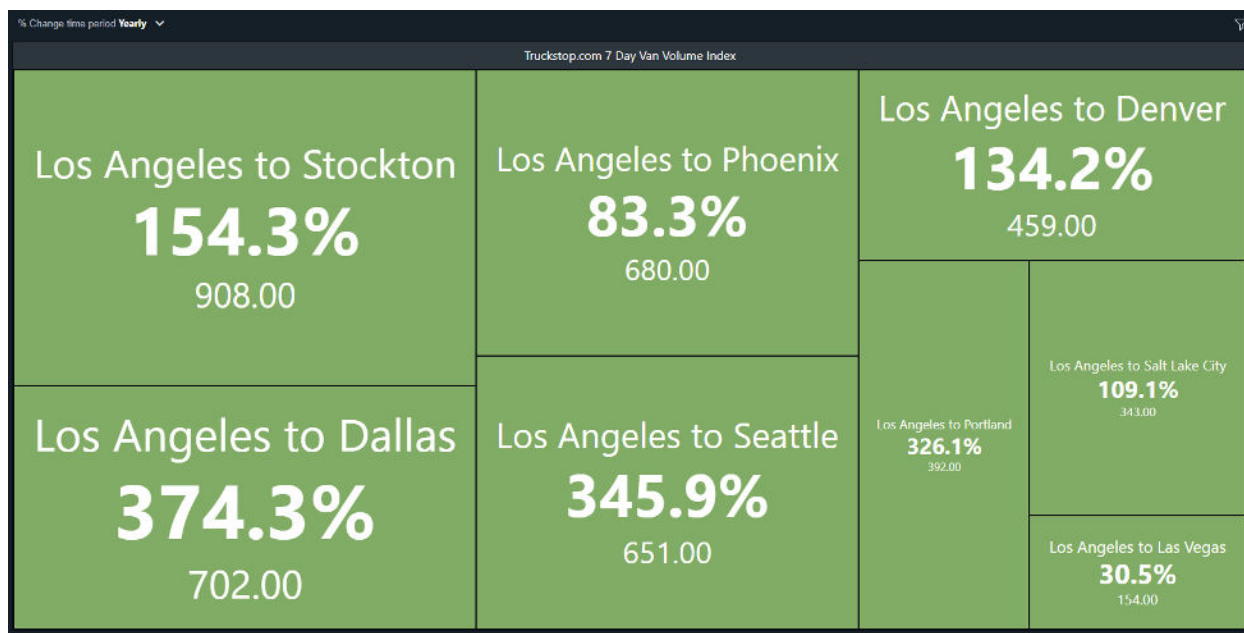 % Change time period Yearly
Truckstop.com 7 Day Van Volume Index
Los Angeles to Stockton
154.3%
908.00
Los Angeles to Dallas
374.3%
702.00
Los Angeles to Phoenix
83.3%
680.00
Los Angeles to Seattle
345.9%
651.00
Los Angeles to Denver
134.2%
459.00
Los Angeles to Portland
326.1%
392.00
Los Angeles to Salt Lake City
109.1%
343.00
Los Angeles to Las Vegas
30.5%
154.00